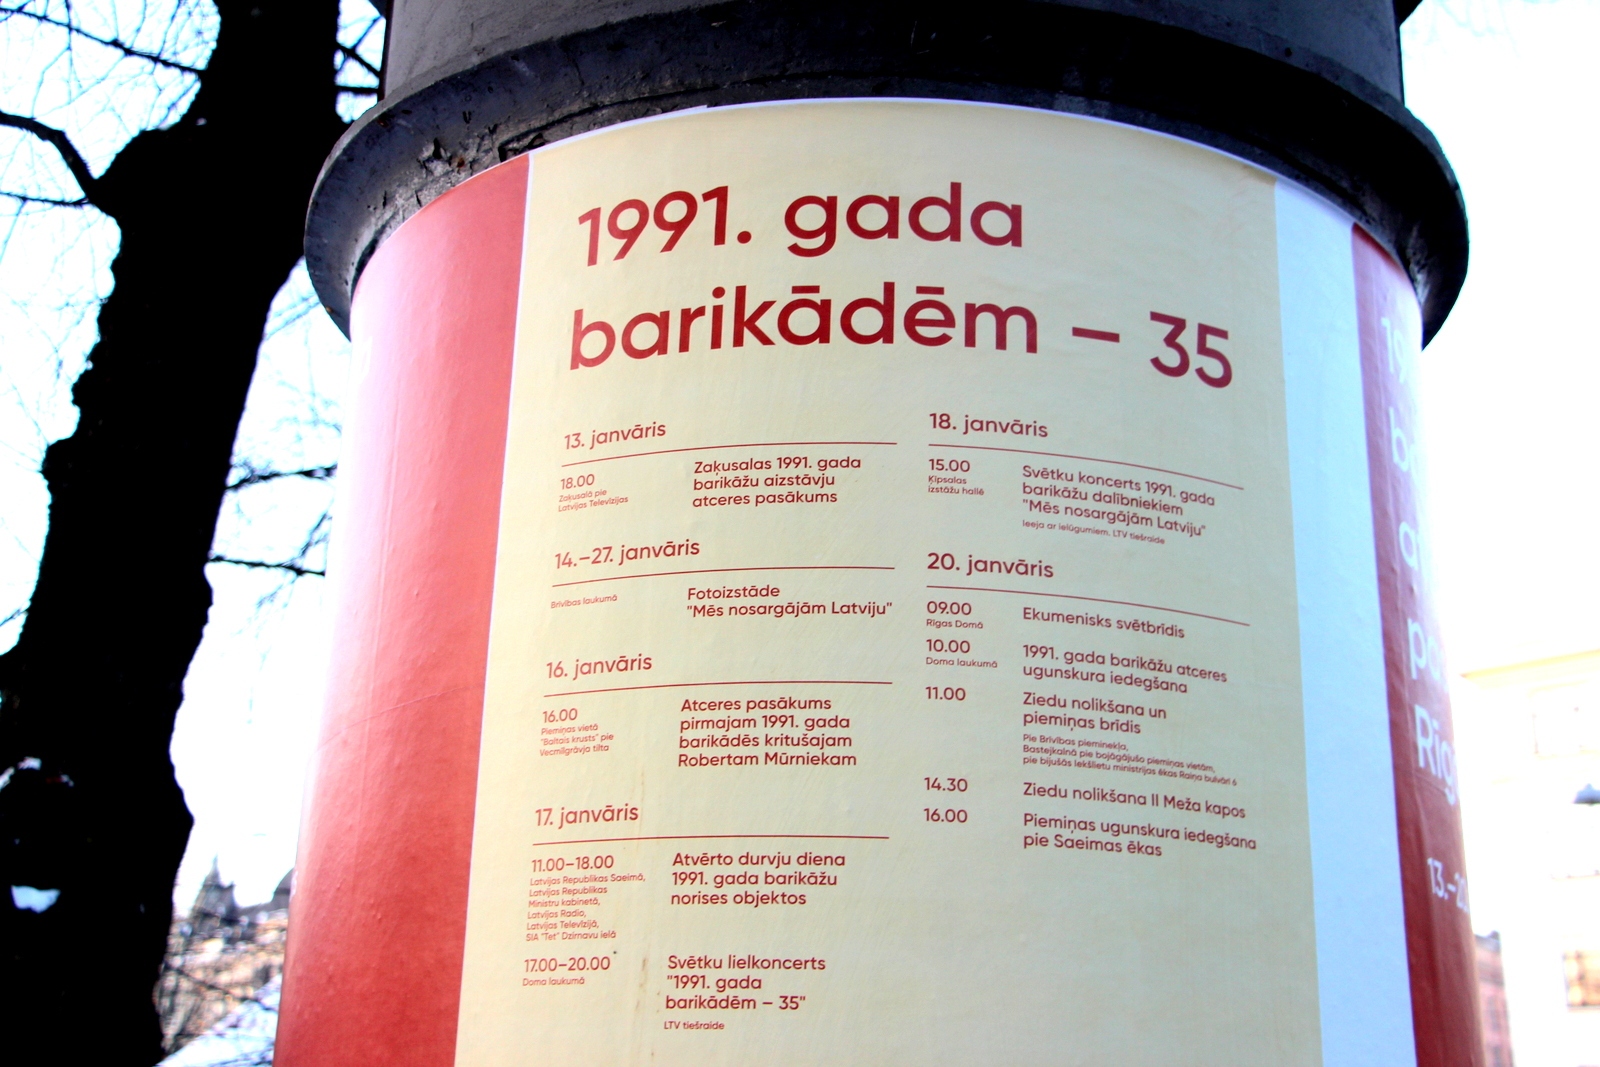 1991. gada
barikādēm – 35
13. janvāris
18.00
Zaķusalā pie
Latvijas Televīzijas
Zaķusalas 1991. gada
barikāžu aizstāvju
atceres pasākums
14.–27. janvāris
Brīvības laukumā
Fotoizstāde
"Mēs nosargājām Latviju"
16. janvāris
16.00
Piemiņas vietā
"Baltais krusts" pie
Vecmīlgrāvja tilta
Atceres pasākums
pirmajam 1991. gada
barikādēs kritušajam
Robertam Mūrniekam
17. janvāris
11.00–18.00
Latvijas Republikas Saeimā,
Latvijas Republikas
Ministru kabinetā,
Latvijas Radio,
Latvijas Televīzijā,
SIA "Tet" Dzirnavu ielā
Atvērto durvju diena
1991. gada barikāžu
norises objektos
17.00–20.00
Doma laukumā
Svētku lielkoncerts
"1991. gada
barikādēm – 35"
LTV tiešraide
18. janvāris
15.00
Ķīpsalas
izstāžu hallē
Svētku koncerts 1991. gada
barikāžu dalībniekiem
"Mēs nosargājām Latviju"
Ieeja ar ielūgumiem. LTV tiešraide
20. janvāris
09.00
Rīgas Domā
Ekumenisks svētbrīdis
10.00
Doma laukumā
1991. gada barikāžu atceres
ugunskura iedegšana
11.00
Ziedu nolikšana un
piemiņas brīdis
Pie Brīvības pieminekļa,
Bastejkalnā pie bojāgājušo piemiņas vietām,
pie bijušās Iekšlietu ministrijas ēkas Raiņa bulvārī 6
14.30
Ziedu nolikšana II Meža kapos
16.00
Piemiņas ugunskura iedegšana
pie Saeimas ēkas